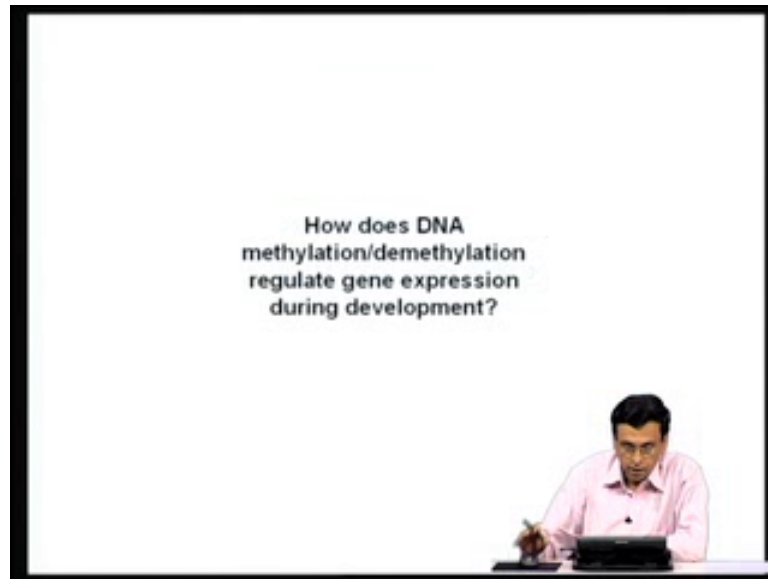 How does DNA
methylation/demethylation
regulate gene expression
during development?